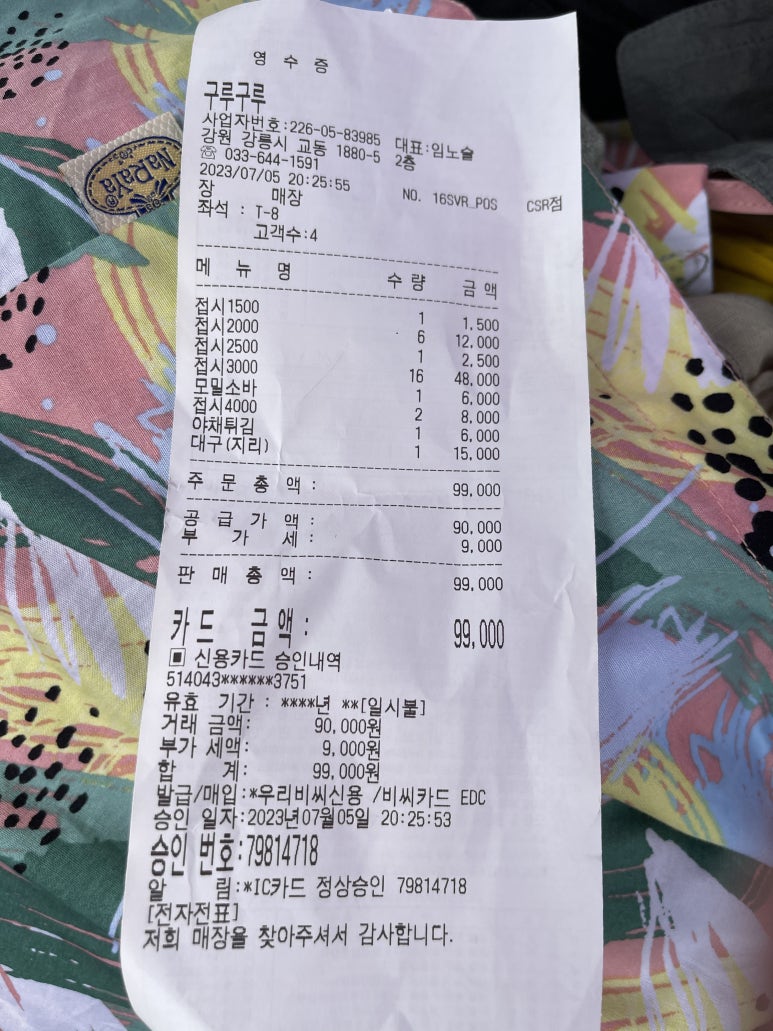 영 수 증
구루구루
사업자번호:226-05-83985 대표:임노술
강원 강릉시 교동 1880-5 2층
☏ 033-644-1591
2023/07/05 20:25:55
장 매장 NO. 16SVR_POS CSR점
좌석 : T-8
고객수:4
메 뉴 명 수 량 금 액
접시1500 1 1,500
접시2000 6 12,000
접시2500 1 2,500
접시3000 16 48,000
모밀소바 1 6,000
접시4000 2 8,000
야채튀김 1 6,000
대구(지리) 1 15,000
주 문 총 액 : 99,000
공 급 가 액 : 90,000
부 가 세 : 9,000
판 매 총 액 : 99,000
카드 금액: 99,000
▣ 신용카드 승인내역
514043******3751
유효 기간 : ****년 **[일시불]
거래 금액: 90,000원
부가 세액: 9,000원
합 계: 99,000원
발급/매입:*우리비씨신용 /비씨카드 EDC
승인 일자:2023년07월05일 20:25:53
승인 번호:79814718
알 림:*IC카드 정상승인 79814718
[전자전표]
저희 매장을 찾아주셔서 감사합니다.